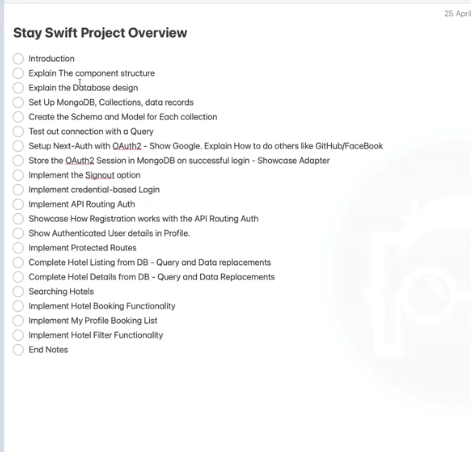 25 April
Stay Swift Project Overview
Introduction
Explain The component structure
Explain the Database design
Set Up MongoDB, Collections, data records
Create the Schema and Model for Each collection
Test out connection with a Query
Setup Next-Auth with OAuth2 - Show Google. Explain How to do others like GitHub/FaceBook
Store the OAuth2 Session in MongoDB on successful login - Showcase Adapter
Implement the Signout option
Implement credential-based Login
Implement API Routing Auth
Showcase How Registration works with the API Routing Auth
Show Authenticated User details in Profile.
Implement Protected Routes
Complete Hotel Listing from DB - Query and Data replacements
Complete Hotel Details from DB - Query and Data Replacements
Searching Hotels
Implement Hotel Booking Functionality
Implement My Profile Booking List
Implement Hotel Filter Functionality
End Notes